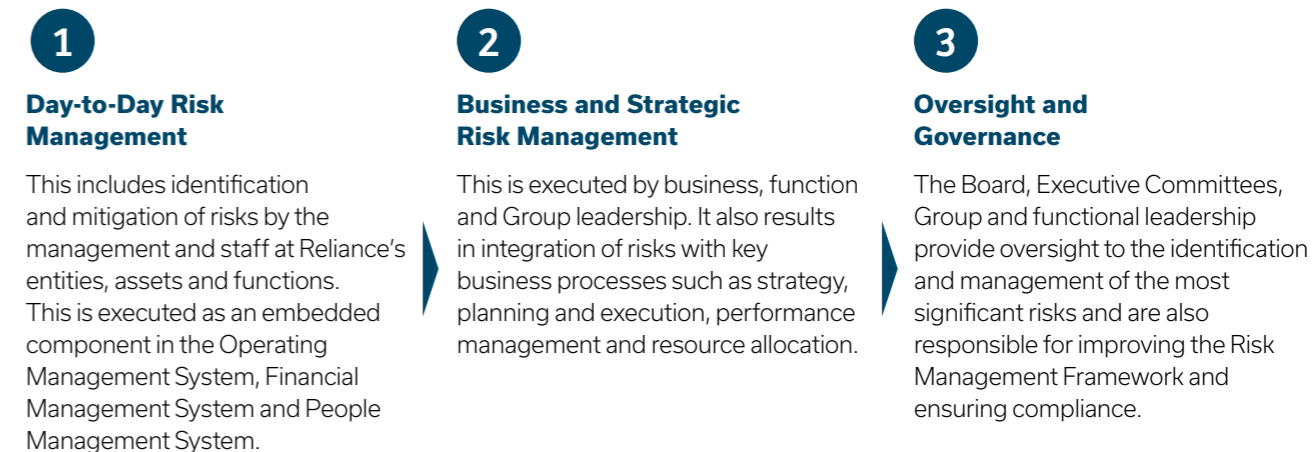 1
Day-to-Day Risk
Management
This includes identification
and mitigation of risks by the
management and staff at Reliance's
entities, assets and functions.
This is executed as an embedded
component in the Operating
Management System, Financial
Management System and People
Management System.
2
Business and Strategic
Risk Management
This is executed by business, function
and Group leadership. It also results
in integration of risks with key
business processes such as strategy,
planning and execution, performance
management and resource allocation.
3
Oversight and
Governance
The Board, Executive Committees,
Group and functional leadership
provide oversight to the identification
and management of the most
significant risks and are also
responsible for improving the Risk
Management Framework and
ensuring compliance.